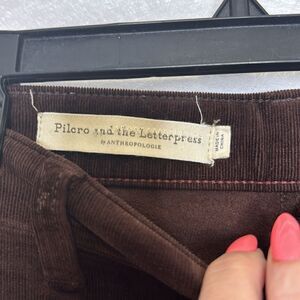 Pilcro and the Letterpress
by ANTHROPOLOGIE
MADE IN
CHINA